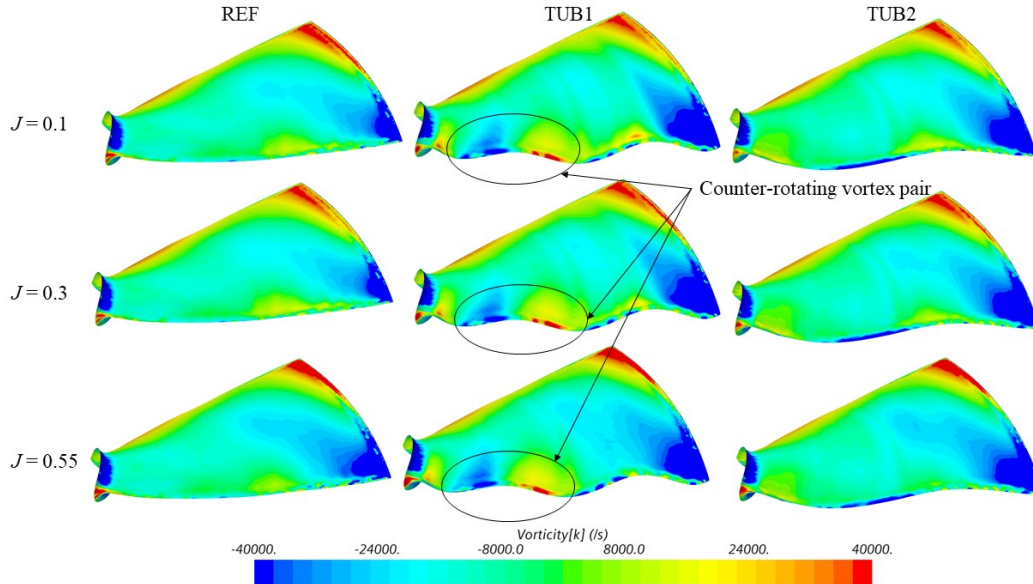 REF TUB1 TUB2
J = 0.1
Counter-rotating vortex pair
J = 0.3
J = 0.55
Vorticity[k] (/s)
-40000. -24000. -8000.0 8000.0 24000. 40000.